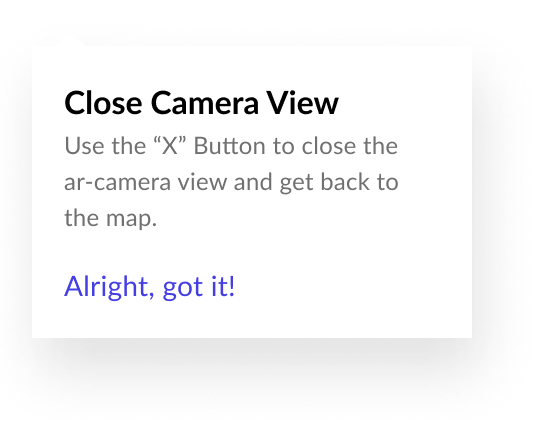 Close Camera View
Use the “X” Button to close the
ar-camera view and get back to
the map.
Alright, got it!